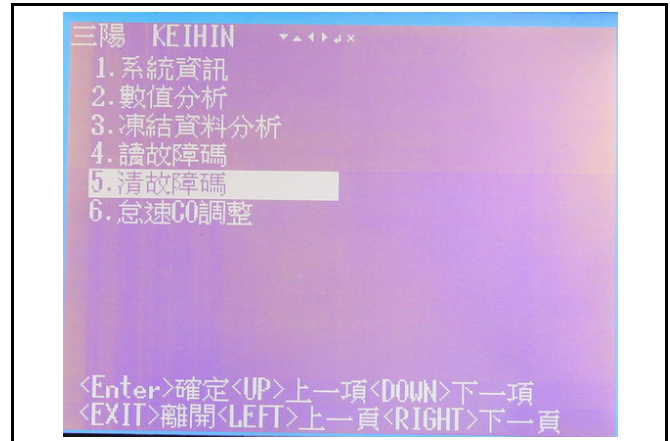 三陽 KEIHIN ▼▲◀▶↲×
1.系統資訊
2.數值分析
3.凍結資料分析
4.讀故障碼
5.清故障碼
6.怠速CO調整
<Enter>確定<UP>上一項<DOWN>下一項
<EXIT>離開<LEFT>上一頁<RIGHT>下一頁